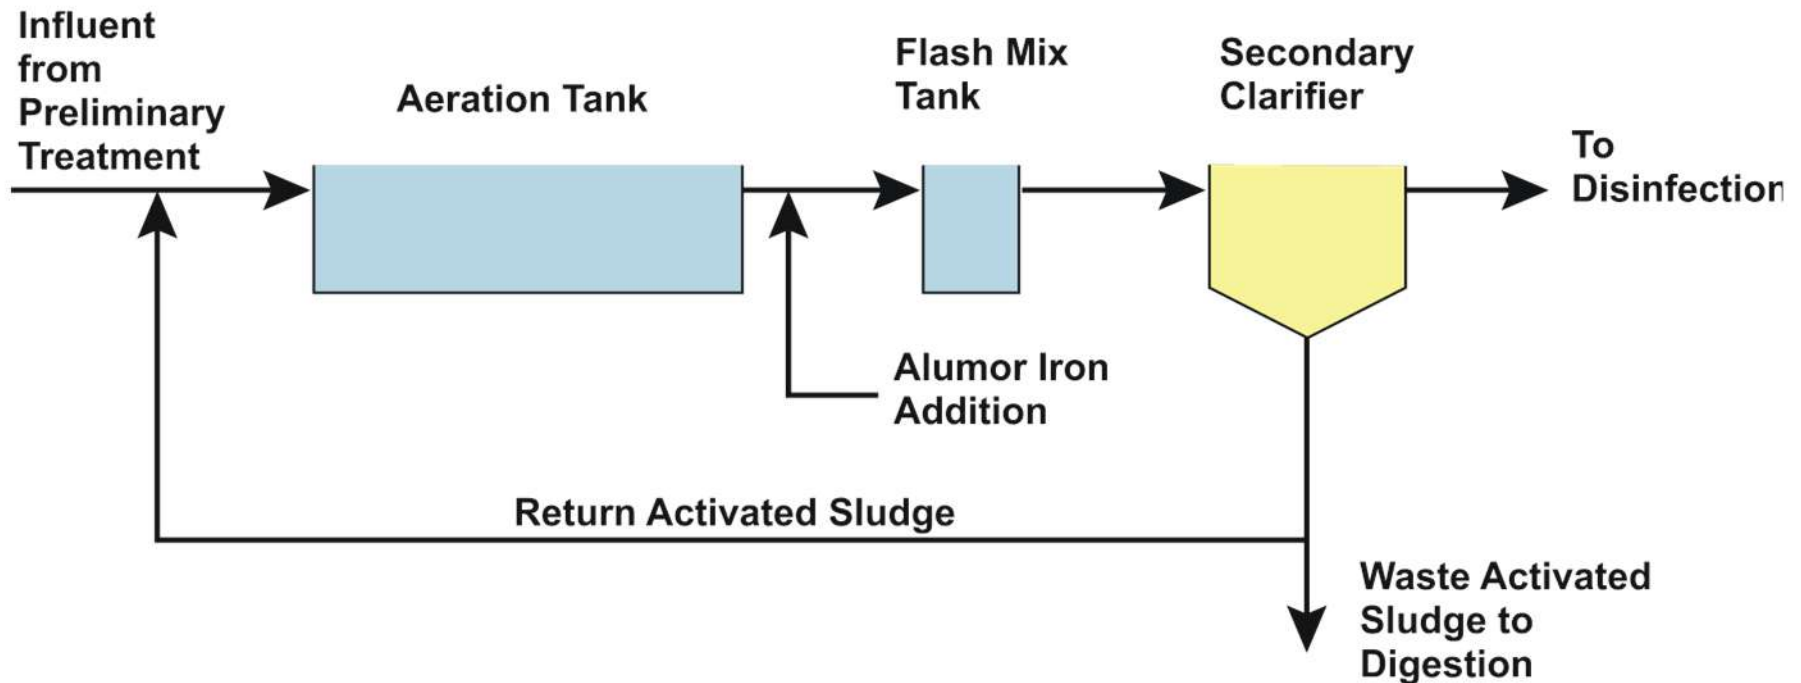 Influent
from
Preliminary
Treatment
Aeration Tank
Flash Mix
Tank
Secondary
Clarifier
To
Disinfection
Alumor Iron
Addition
Return Activated Sludge
Waste Activated
Sludge to
Digestion